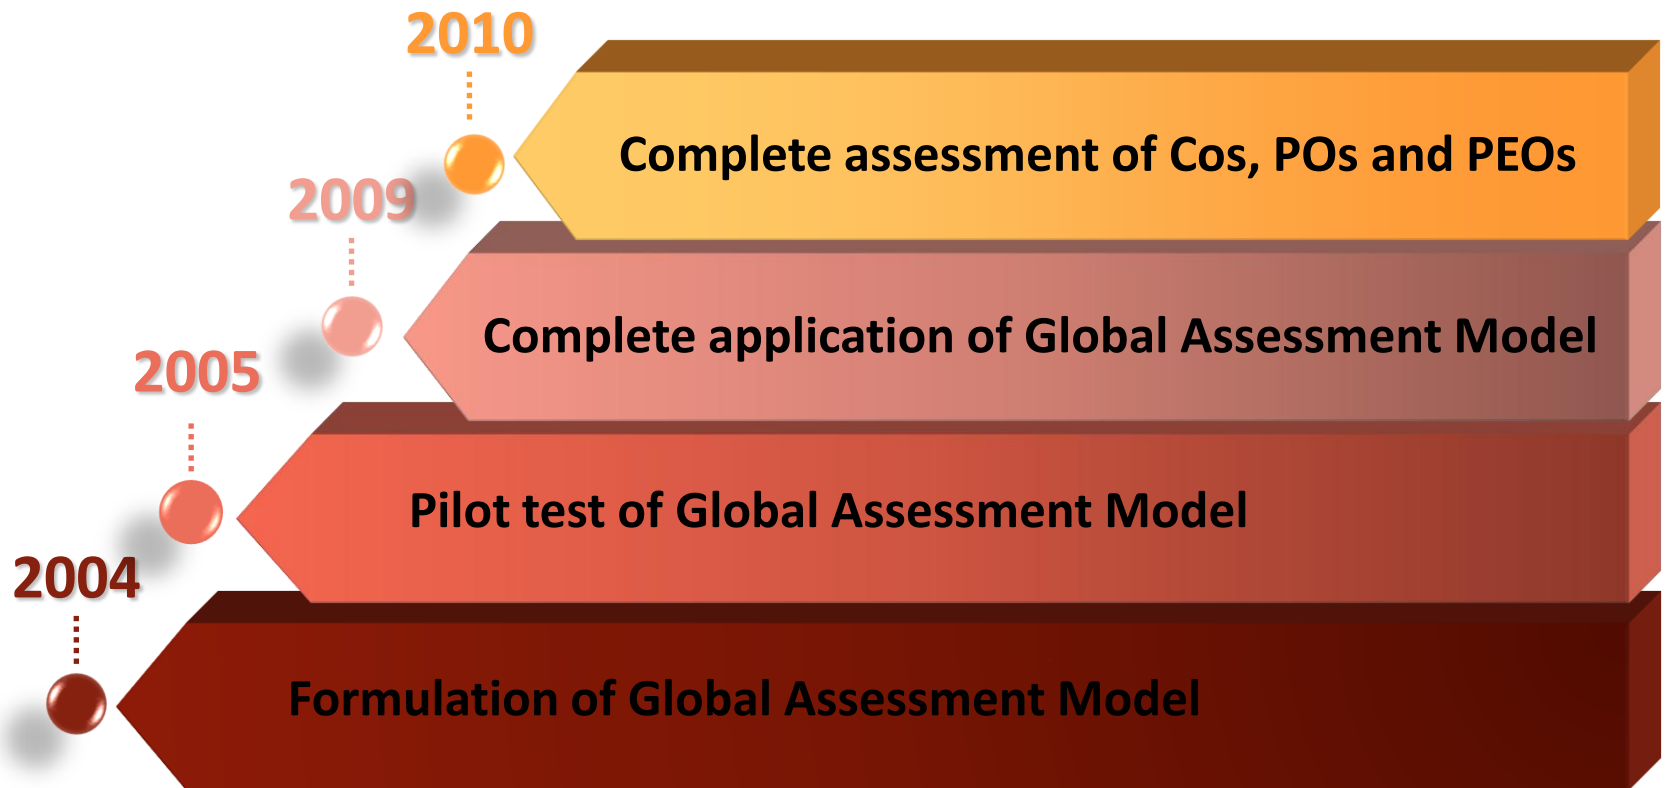 2010
Complete assessment of Cos, POs and PEOs
2009
Complete application of Global Assessment Model
2005
Pilot test of Global Assessment Model
2004
Formulation of Global Assessment Model